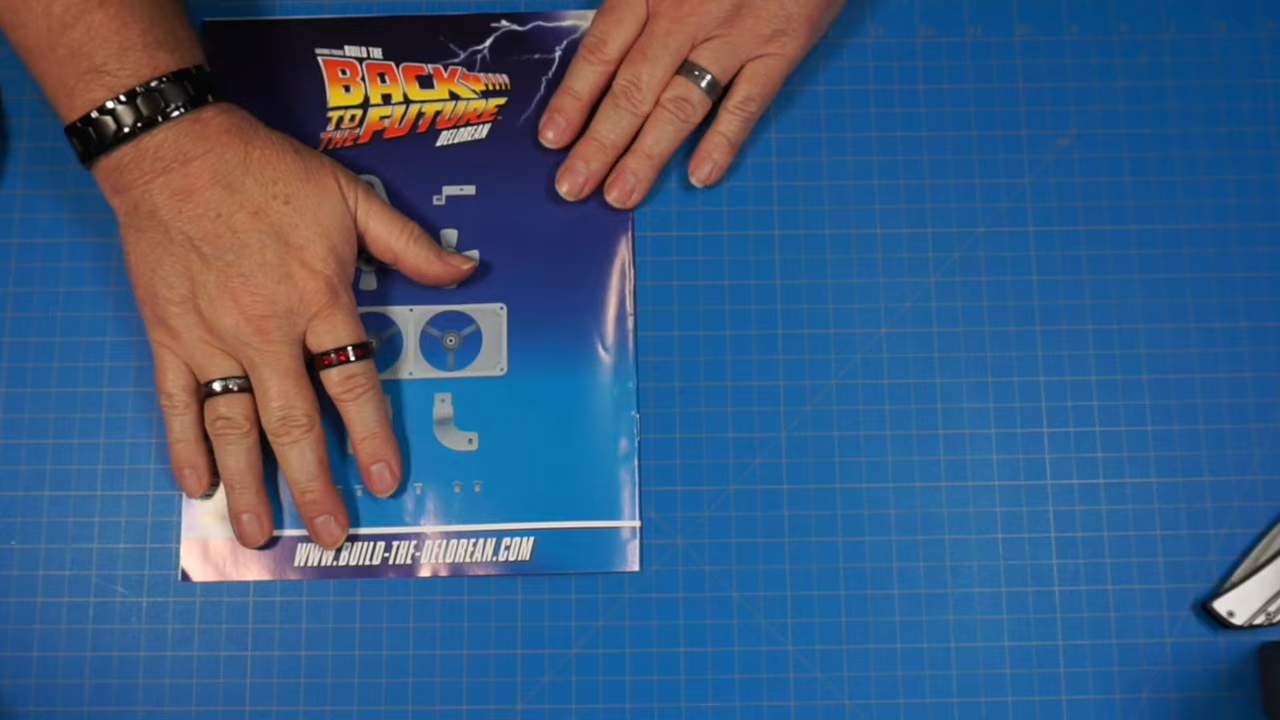 BUILD THE
BACK
TO
THE FUTURE
DELOREAN
WWW.BUILD-THE-DELOREAN.COM